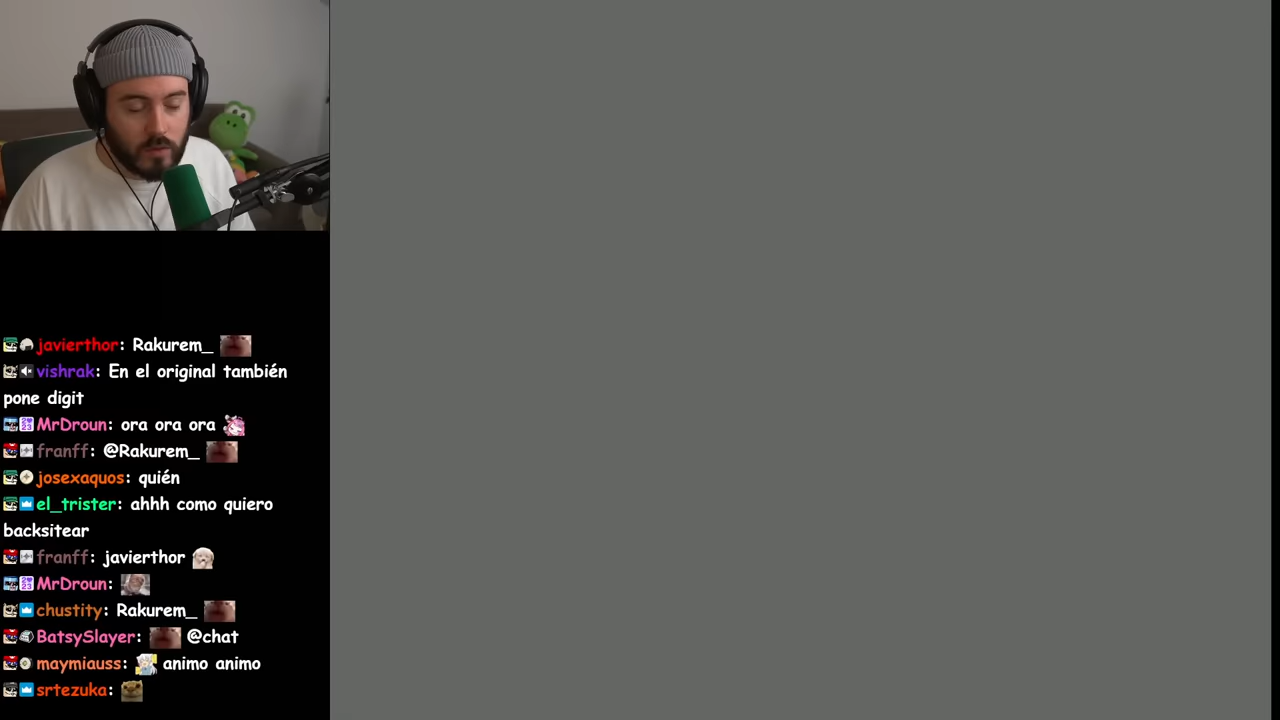 javierthor: Rakurem_
vishrak: En el original también
pone digit
MrDroun: ora ora ora
franff: @Rakurem_
josexaquos: quién
el_trister: ahhh como quiero
backsitear
franff: javierthor
MrDroun:
chustity: Rakurem_
BatsySlayer: @chat
maymiauss: animo animo
srtezuka: